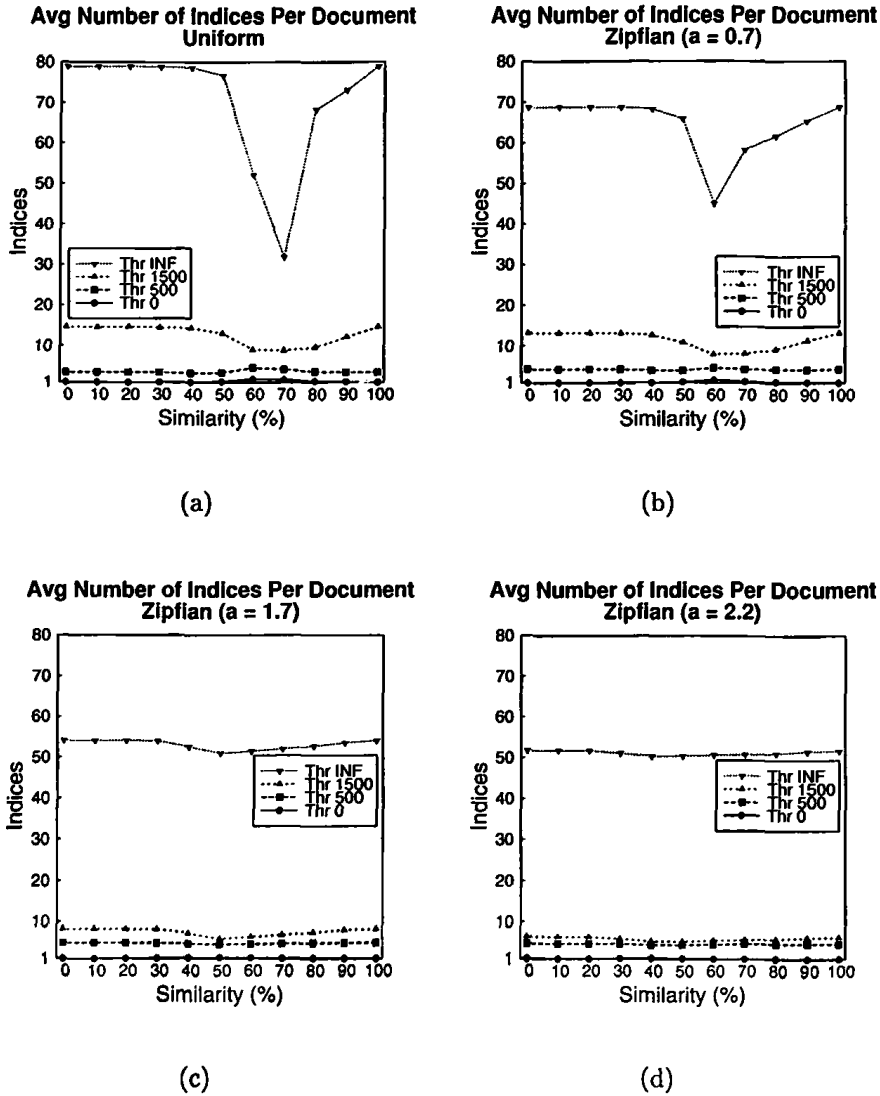 Avg Number of Indices Per Document
Uniform
80
70
60
50
40
30
20
10
1
Indices
Thr INF
Thr 1500
Thr 500
Thr 0
0 10 20 30 40 50 60 70 80 90 100
Similarity (%)
(a)
Avg Number of Indices Per Document
Zipfian (a = 0.7)
80
70
60
50
40
30
20
10
1
Indices
Thr INF
Thr 1500
Thr 500
Thr 0
0 10 20 30 40 50 60 70 80 90 100
Similarity (%)
(b)
Avg Number of Indices Per Document
Zipfian (a = 1.7)
80
70
60
50
40
30
20
10
1
Indices
Thr INF
Thr 1500
Thr 500
Thr 0
0 10 20 30 40 50 60 70 80 90 100
Similarity (%)
(c)
Avg Number of Indices Per Document
Zipfian (a = 2.2)
80
70
60
50
40
30
20
10
1
Indices
Thr INF
Thr 1500
Thr 500
Thr 0
0 10 20 30 40 50 60 70 80 90 100
Similarity (%)
(d)